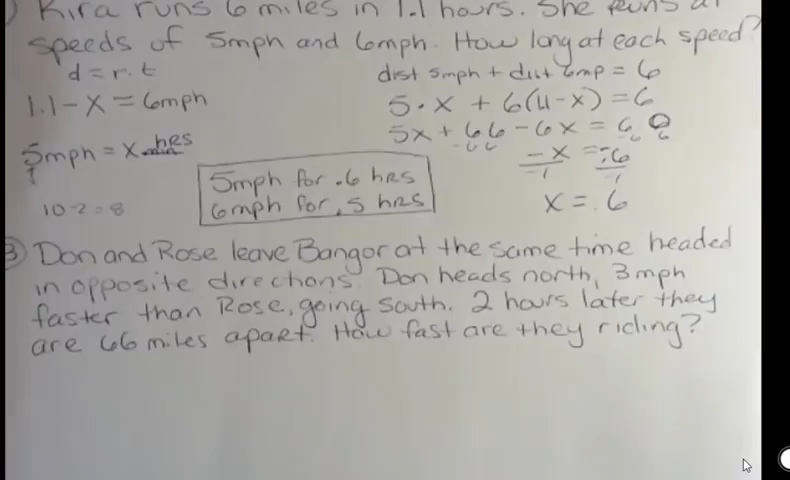 Kira runs 6 miles in 1.1 hours. She runs at
speeds of 5mph and 6mph. How long at each speed?
d = r . t
dist 5mph + dist 6mp = 6
1.1 - x = 6mph
5 . x + 6(1.1 - x) = 6
5x + 6.6 - 6x = 6.0
5mph = x hrs
-x = -.6
-1 -1
5mph for .6 hrs
6mph for .5 hrs
x = .6
10-2=8
3 Don and Rose leave Bangor at the same time headed
in opposite directions. Don heads north, 3mph
faster than Rose, going south. 2 hours later they
are 66 miles apart. How fast are they riding?